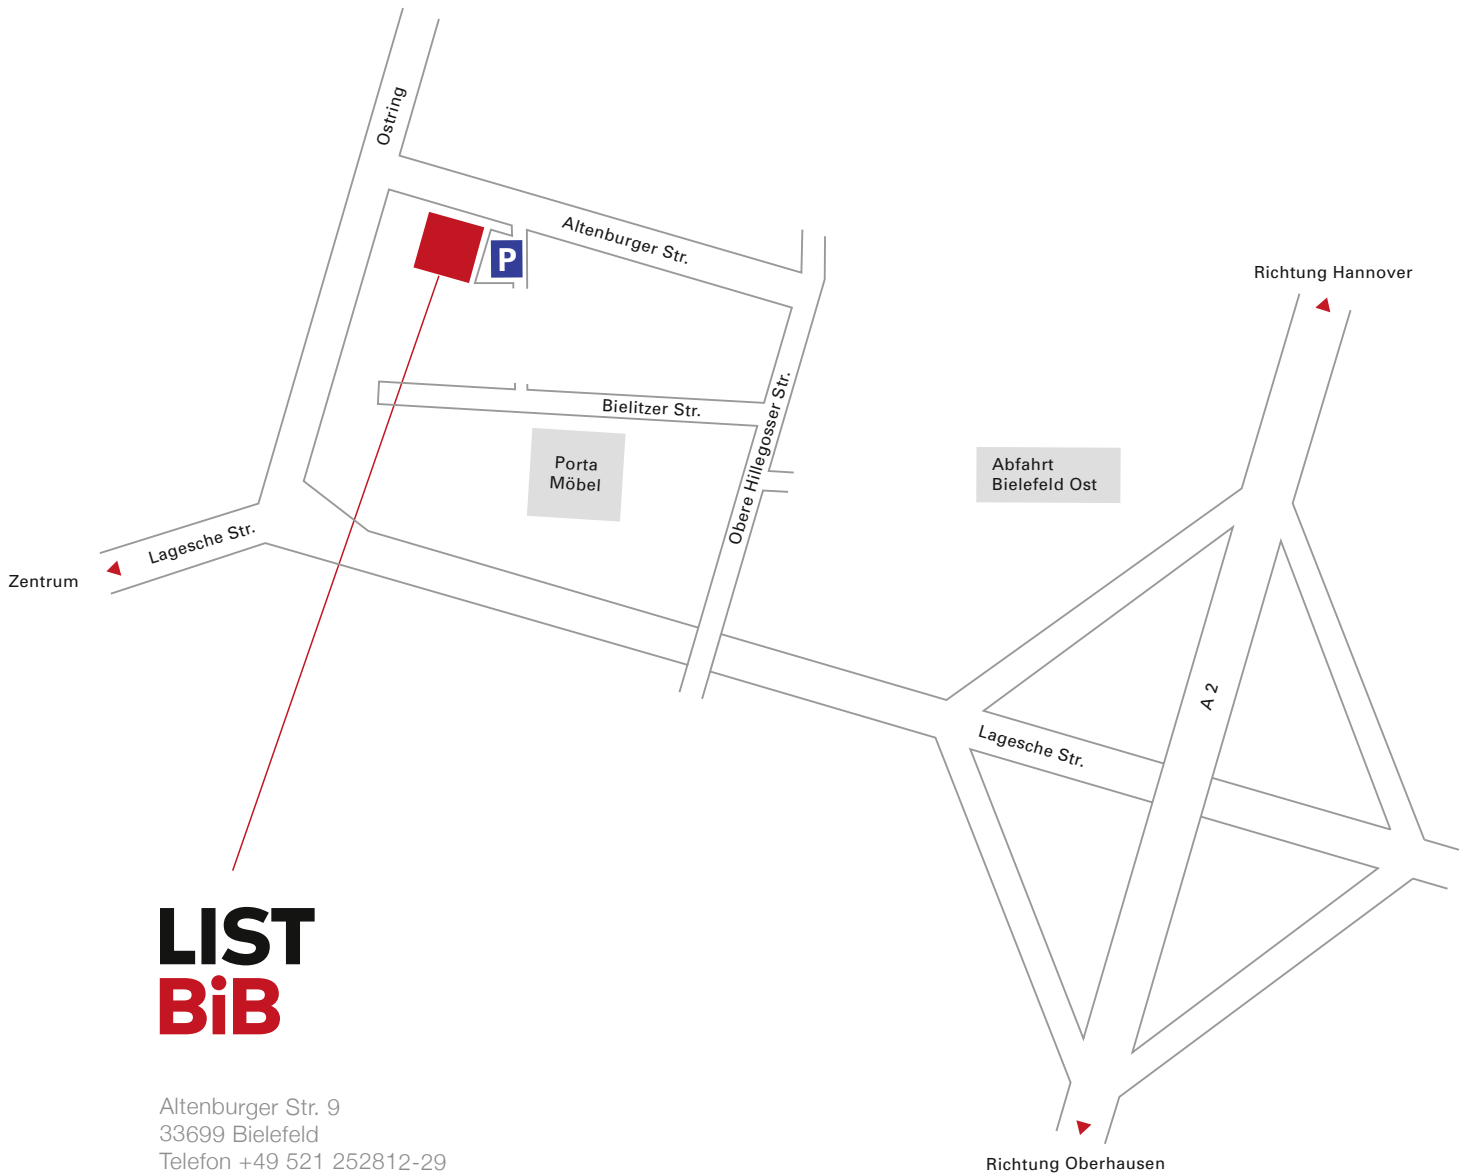 Ostring
Altenburger Str.
P
Richtung Hannover
Bielitzer Str.
Obere Hillegosser Str.
Porta
Möbel
Abfahrt
Bielefeld Ost
Lagesche Str.
Zentrum
A 2
Lagesche Str.
LIST
BiB
Altenburger Str. 9
33699 Bielefeld
Telefon +49 521 252812-29
Richtung Oberhausen